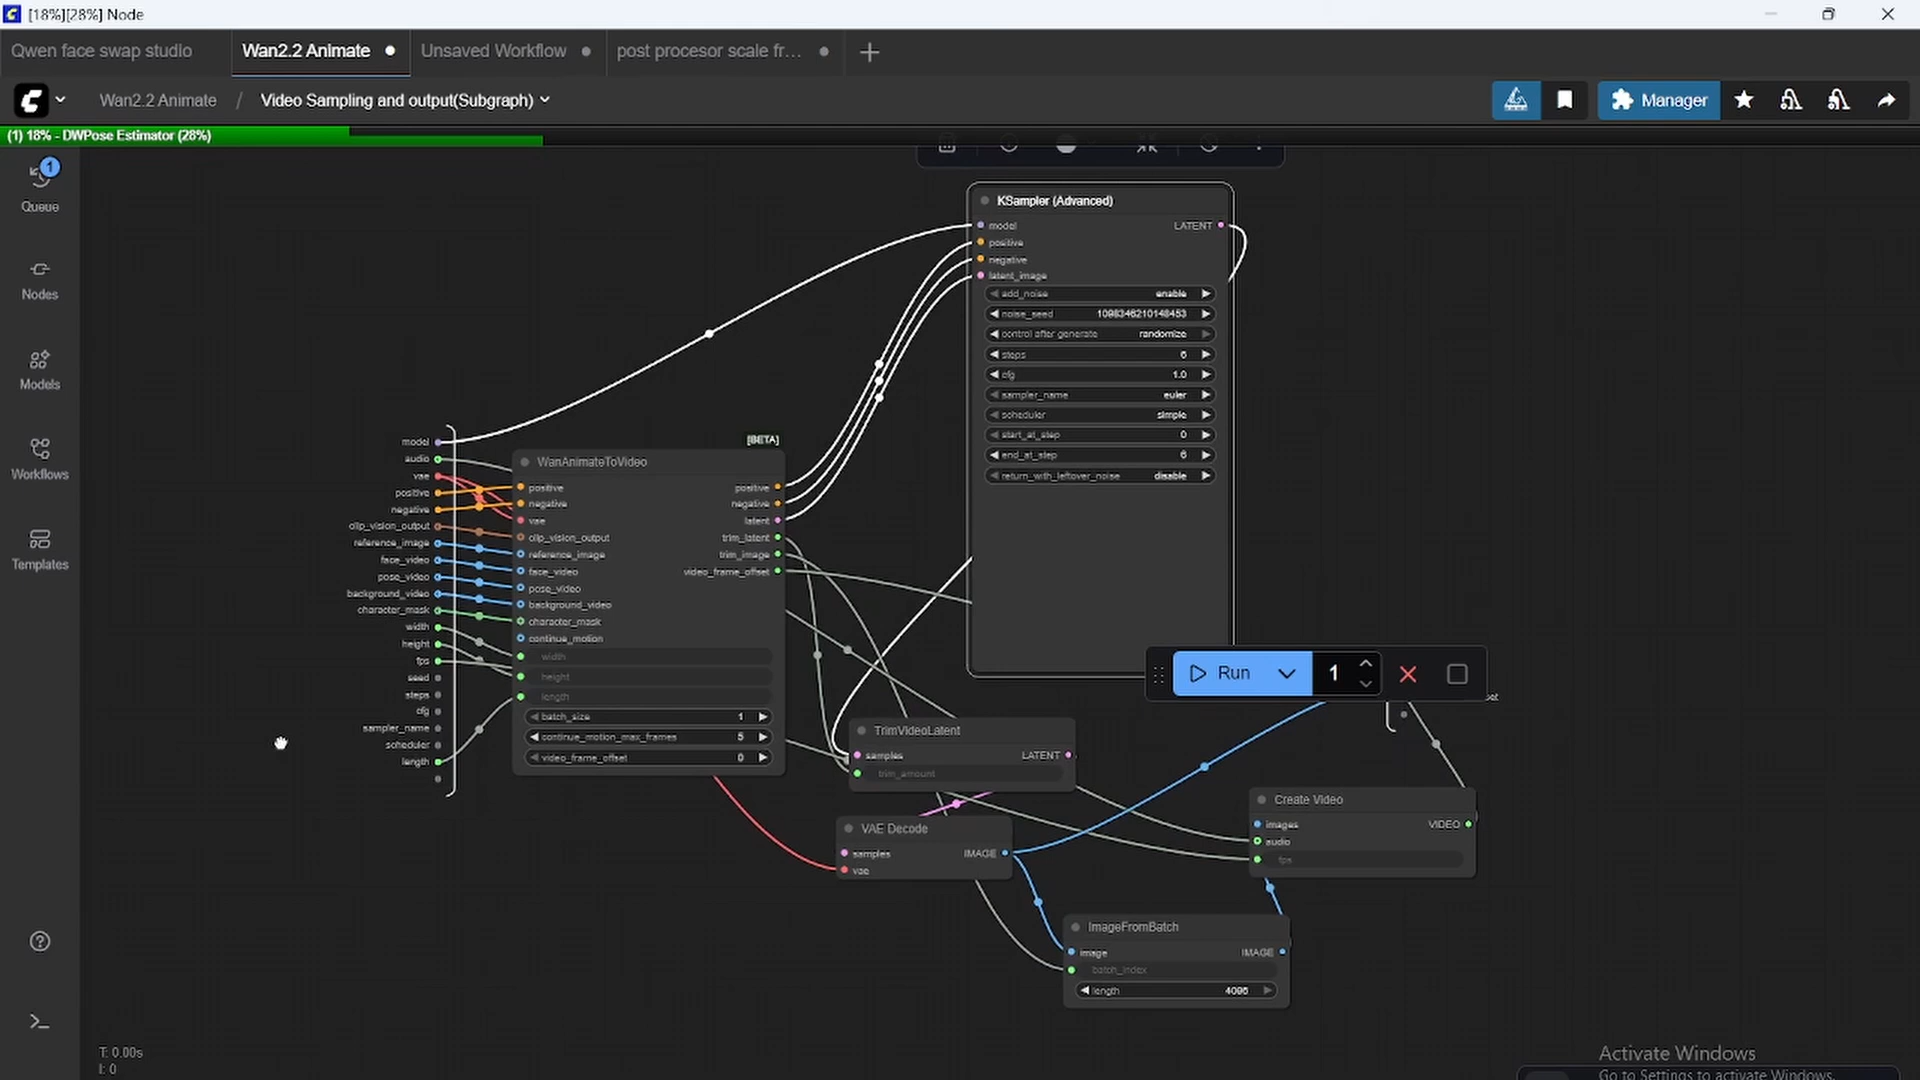 [18%][28%] Node
Qwen face swap studio
Wan2.2 Animate
Unsaved Workflow
post procesor scale fr...
Wan2.2 Animate / Video Sampling and output(Subgraph)
Manager
(1) 18% - DWPose Estimator (28%)
1
Queue
Nodes
Models
Workflows
Templates
KSampler (Advanced)
model LATENT
positive
negative
latent_image
add_noise enable
noise_seed 1098346210148453
control after generate randomize
steps 6
cfg 1.0
sampler_name euler
scheduler simple
start_at_step 0
end_at_step 6
return_with_leftover_noise disable
model
audio
vae
positive
negative
clip_vision_output
reference_image
face_video
pose_video
background_video
character_mask
width
height
fps
seed
steps
cfg
sampler_name
scheduler
length
[BETA]
WanAnimateToVideo
positive positive
negative negative
vae latent
clip_vision_output trim_latent
reference_image trim_image
face_video video_frame_offset
pose_video
background_video
character_mask
continue_motion
width
height
length
batch_size 1
continue_motion_max_frames 5
video_frame_offset 0
Run 1
TrimVideoLatent
samples LATENT
trim_amount
VAE Decode
samples IMAGE
vae
Create Video
images VIDEO
audio
fps
ImageFromBatch
image IMAGE
batch_index
length 4096
T: 0.00s
I: 0
Activate Windows
Go to Settings to activate Windows.